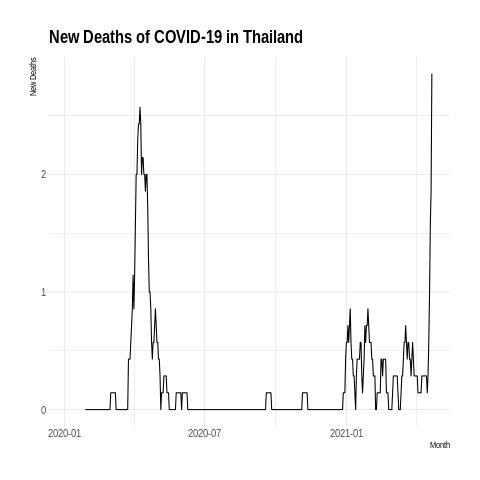 New Deaths of COVID-19 in Thailand
New Deaths
2
1
0
2020-01 2020-07 2021-01
Month